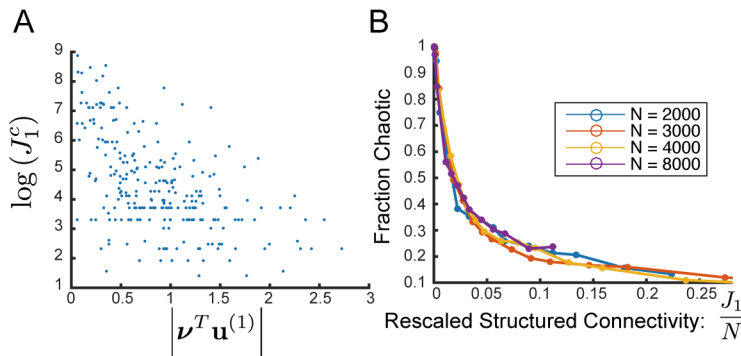 A
9
8
7
6
5
4
3
2
1
log (J₁ᶜ)
0 0.5 1 1.5 2 2.5 3
|νᵀu⁽¹⁾|
B
1
0.9
0.8
0.7
0.6
0.5
0.4
0.3
0.2
0.1
Fraction Chaotic
N = 2000
N = 3000
N = 4000
N = 8000
0 0.05 0.1 0.15 0.2 0.25
Rescaled Structured Connectivity: J₁/N